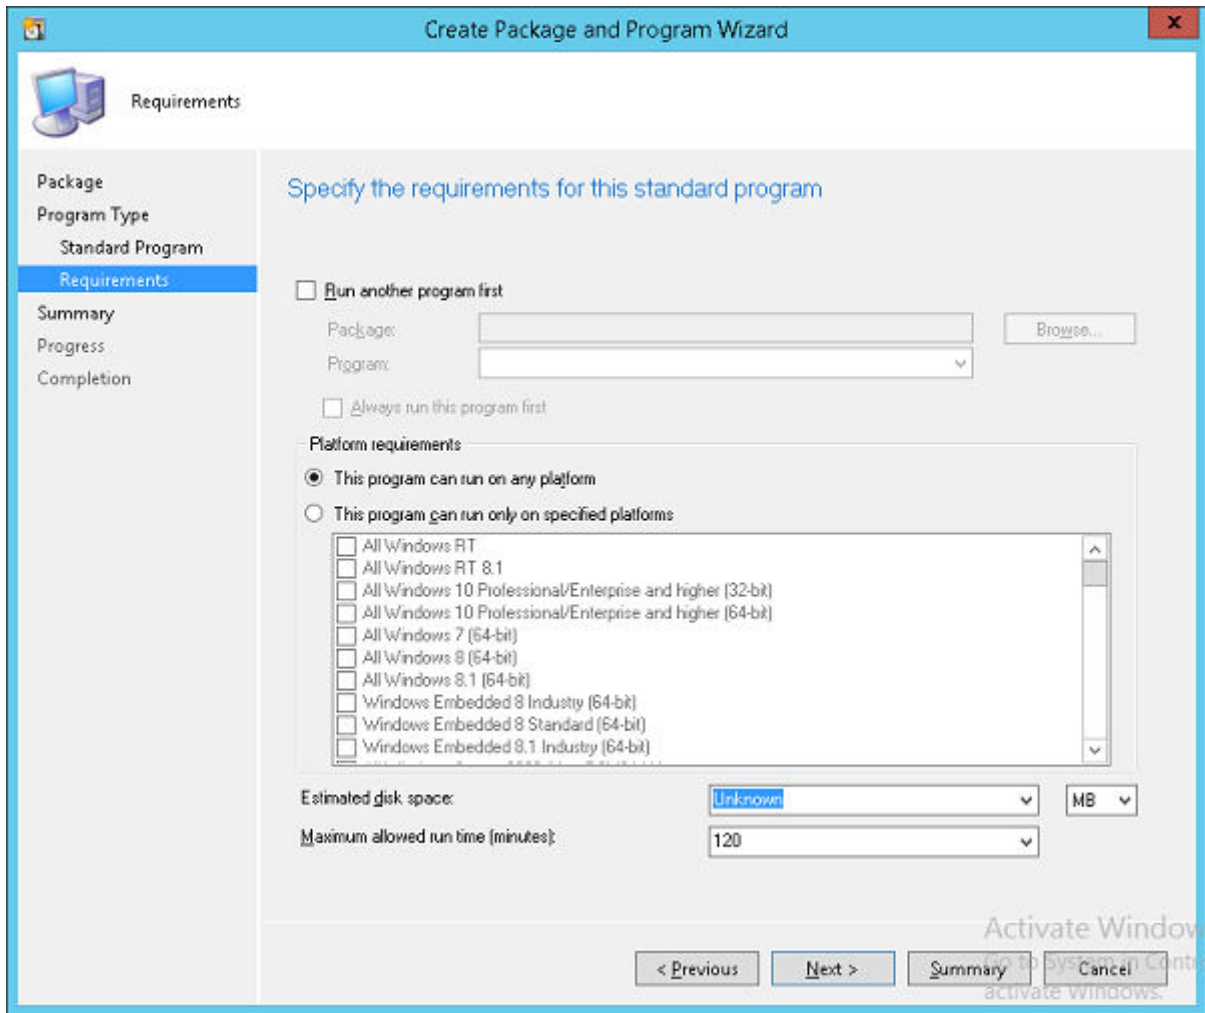 Create Package and Program Wizard
x
Requirements
Package
Program Type
Standard Program
Requirements
Summary
Progress
Completion
Specify the requirements for this standard program
Run another program first
Package:
Browse...
Program:
Always run this program first
Platform requirements
This program can run on any platform
This program can run only on specified platforms
All Windows RT
All Windows RT 8.1
All Windows 10 Professional/Enterprise and higher (32-bit)
All Windows 10 Professional/Enterprise and higher (64-bit)
All Windows 7 (64-bit)
All Windows 8 (64-bit)
All Windows 8.1 (64-bit)
Windows Embedded 8 Industry (64-bit)
Windows Embedded 8 Standard (64-bit)
Windows Embedded 8.1 Industry (64-bit)
Estimated disk space:
Unknown
MB
Maximum allowed run time (minutes):
120
Activate Window
Go to System in Contr
activate Windows.
< Previous
Next >
Summary
Cancel